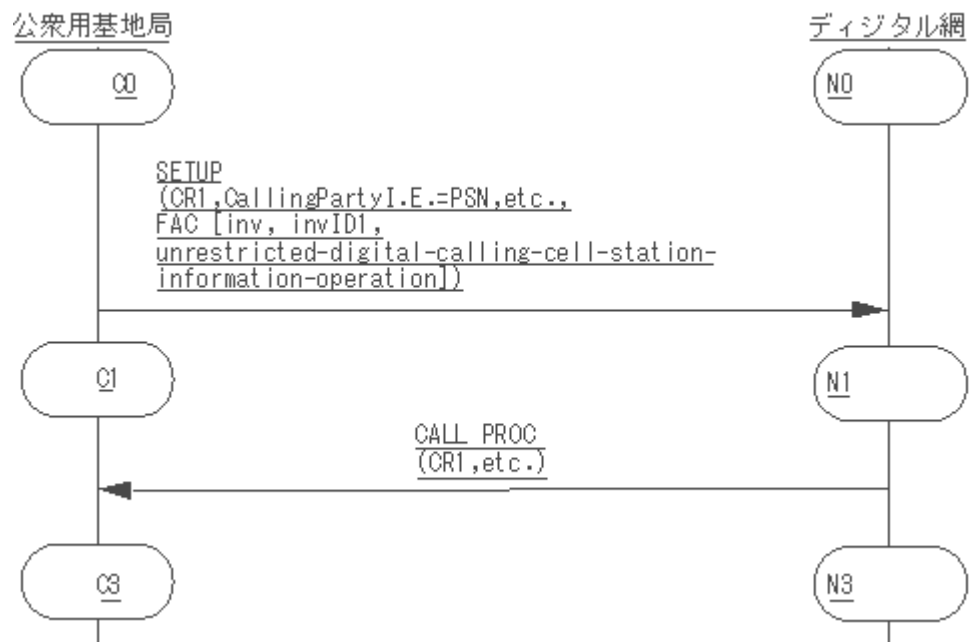 公衆用基地局
ディジタル網
C0
N0
SETUP
(CR1,CallingPartyI.E.=PSN,etc.,
FAC [inv, invID1,
unrestricted-digital-calling-cell-station-
information-operation])
C1
N1
CALL PROC
(CR1,etc.)
C3
N3